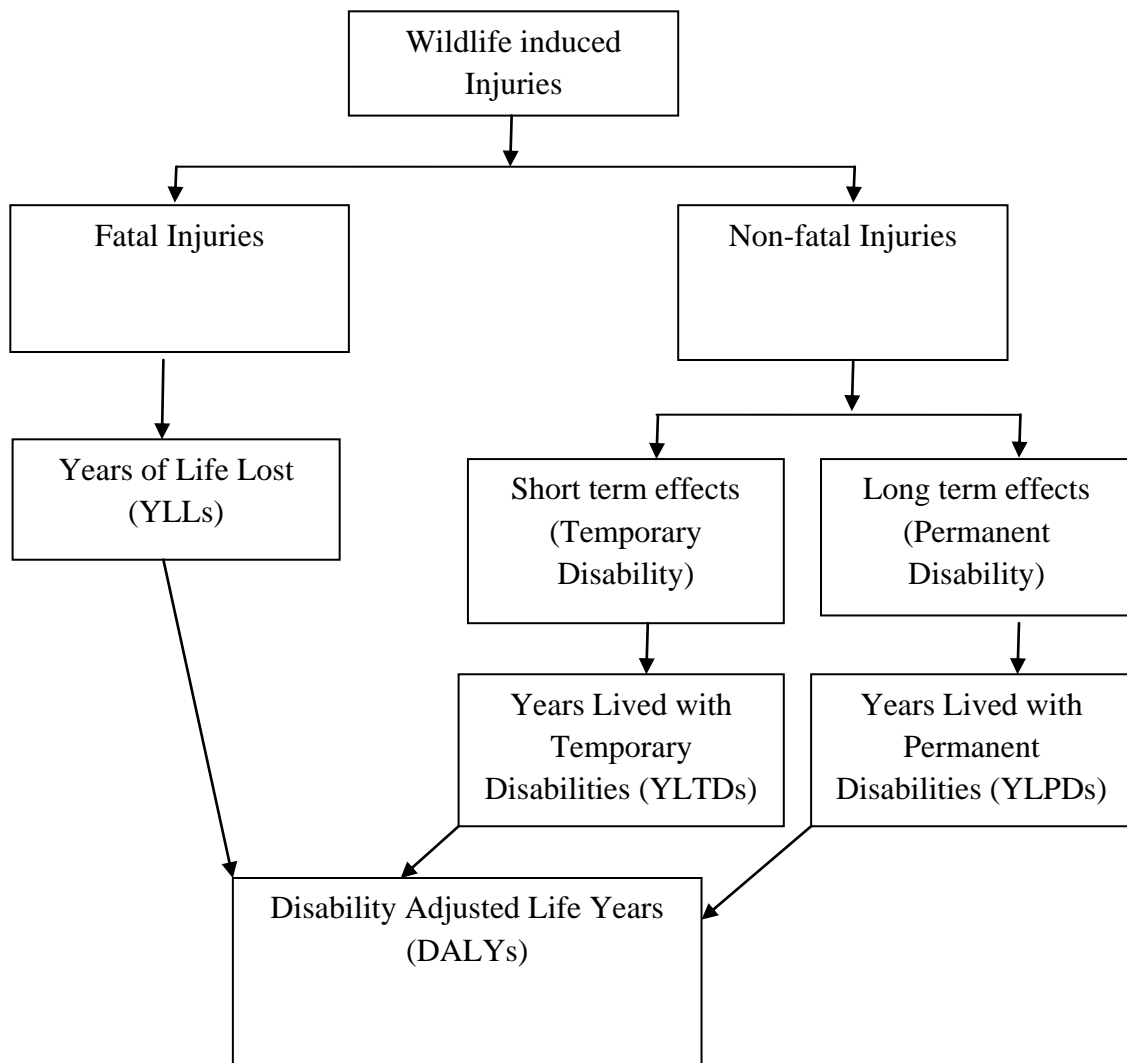 Wildlife induced
Injuries
Fatal Injuries
Non-fatal Injuries
Years of Life Lost
(YLLs)
Short term effects
(Temporary
Disability)
Long term effects
(Permanent
Disability)
Years Lived with
Temporary
Disabilities (YLTDs)
Years Lived with
Permanent
Disabilities (YLPDs)
Disability Adjusted Life Years
(DALYs)